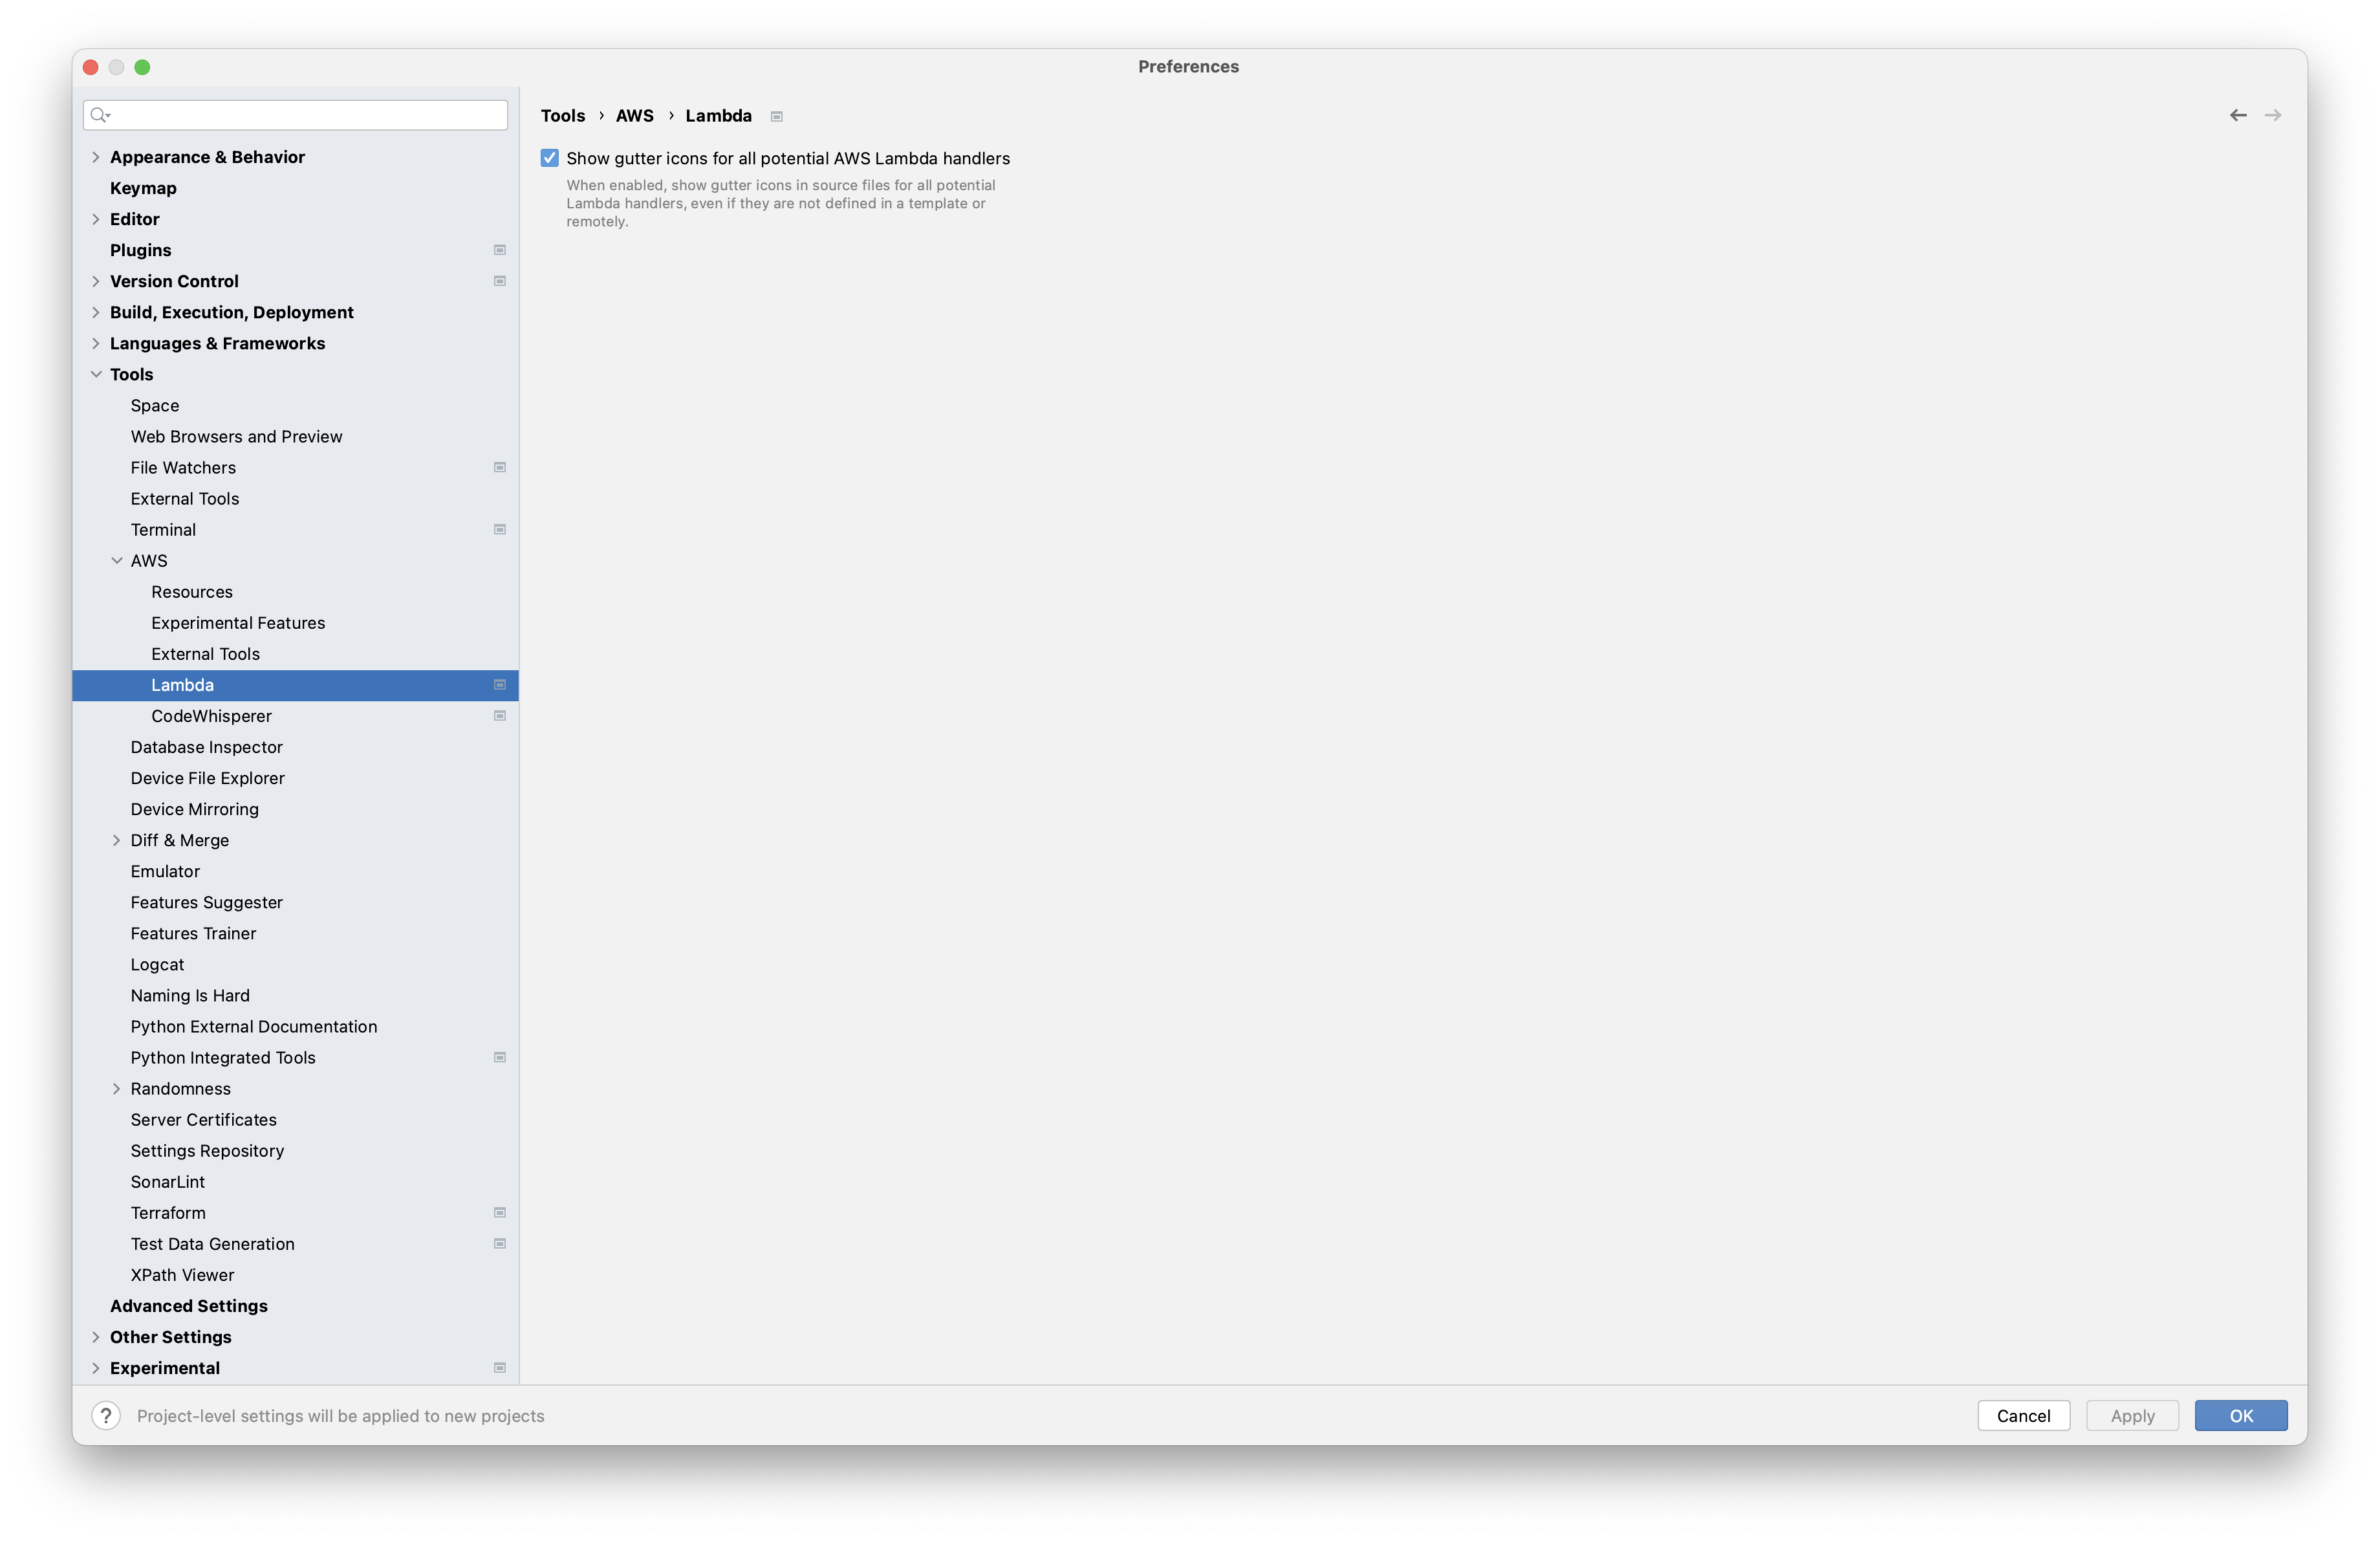 Preferences
Appearance & Behavior
Keymap
Editor
Plugins
Version Control
Build, Execution, Deployment
Languages & Frameworks
Tools
Space
Web Browsers and Preview
File Watchers
External Tools
Terminal
AWS
Resources
Experimental Features
External Tools
Lambda
CodeWhisperer
Database Inspector
Device File Explorer
Device Mirroring
Diff & Merge
Emulator
Features Suggester
Features Trainer
Logcat
Naming Is Hard
Python External Documentation
Python Integrated Tools
Randomness
Server Certificates
Settings Repository
SonarLint
Terraform
Test Data Generation
XPath Viewer
Advanced Settings
Other Settings
Experimental
Tools › AWS › Lambda
Show gutter icons for all potential AWS Lambda handlers
When enabled, show gutter icons in source files for all potential
Lambda handlers, even if they are not defined in a template or
remotely.
? Project-level settings will be applied to new projects
Cancel Apply OK